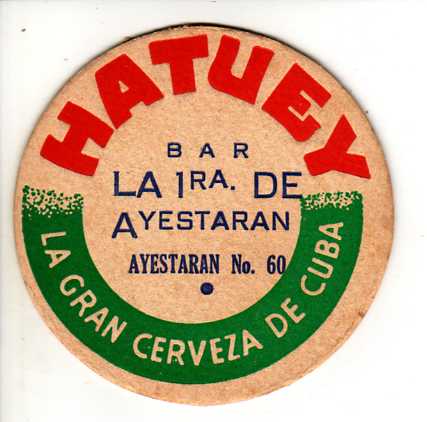 HATUEY
BAR
LA 1RA. DE
AYESTARAN
AYESTARAN No. 60
LA GRAN CERVEZA DE CUBA